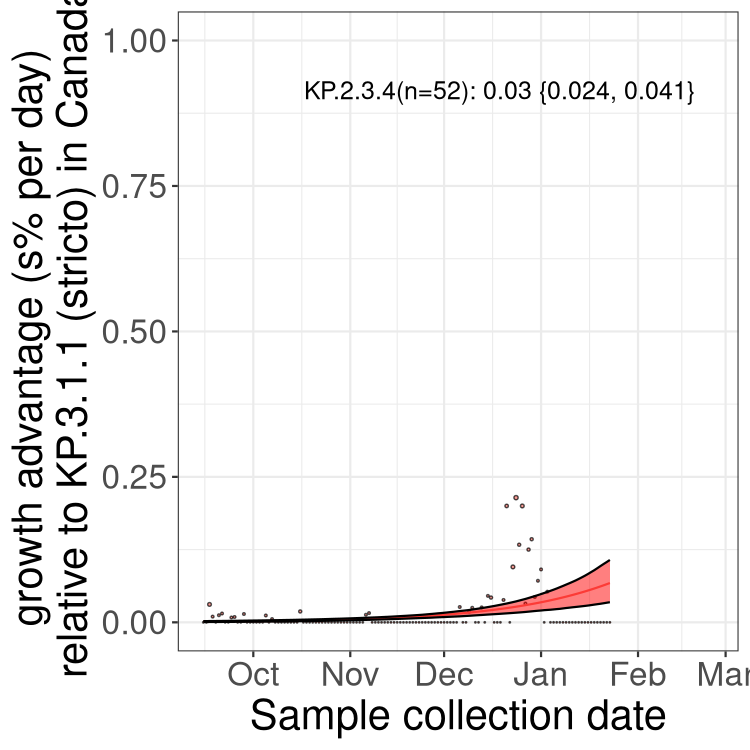 growth advantage (s% per day)
relative to KP.3.1.1 (stricto) in Canada
1.00
0.75
0.50
0.25
0.00
KP.2.3.4(n=52): 0.03 {0.024, 0.041}
Oct Nov Dec Jan Feb Mar
Sample collection date